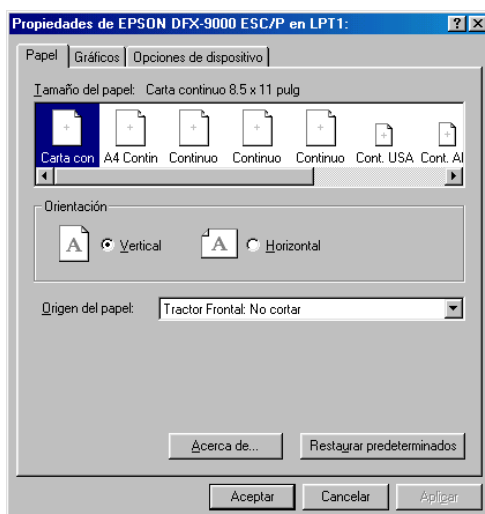 Propiedades de EPSON DFX-9000 ESC/P en LPT1:
Papel Gráficos Opciones de dispositivo
Tamaño del papel: Carta continuo 8.5 x 11 pulg
Carta con A4 Contin Continuo Continuo Continuo Cont. USA Cont. Al
Orientación
A Vertical A Horizontal
Origen del papel: Tractor Frontal: No cortar
Acerca de... Restaurar predeterminados
Aceptar Cancelar Aplicar